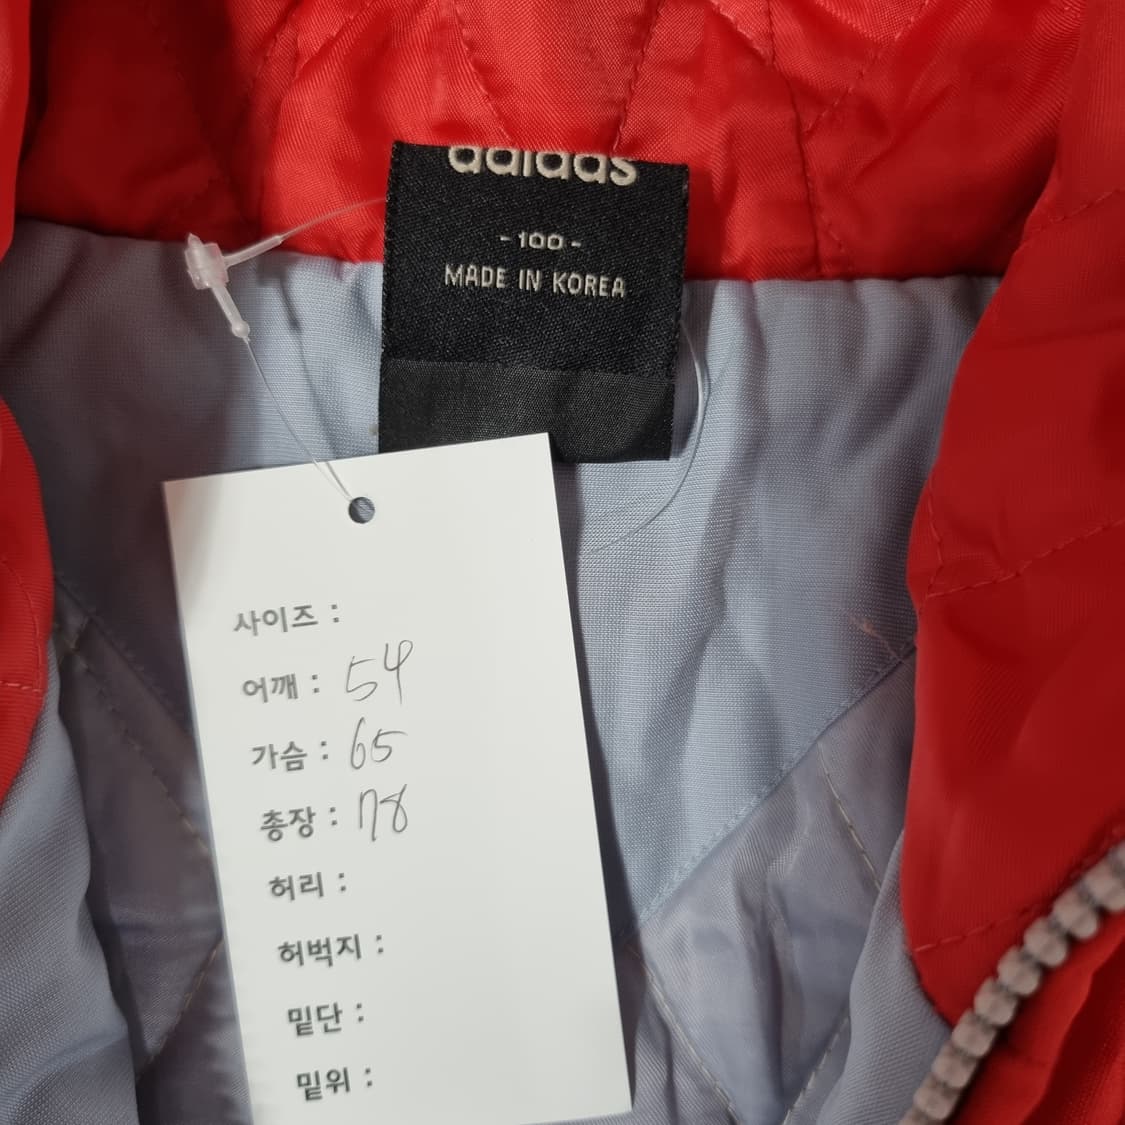 adidas
- 100 -
MADE IN KOREA
사이즈 :
어깨 : 54
가슴 : 65
총장 : 78
허리 :
허벅지 :
밑단 :
밑위 :